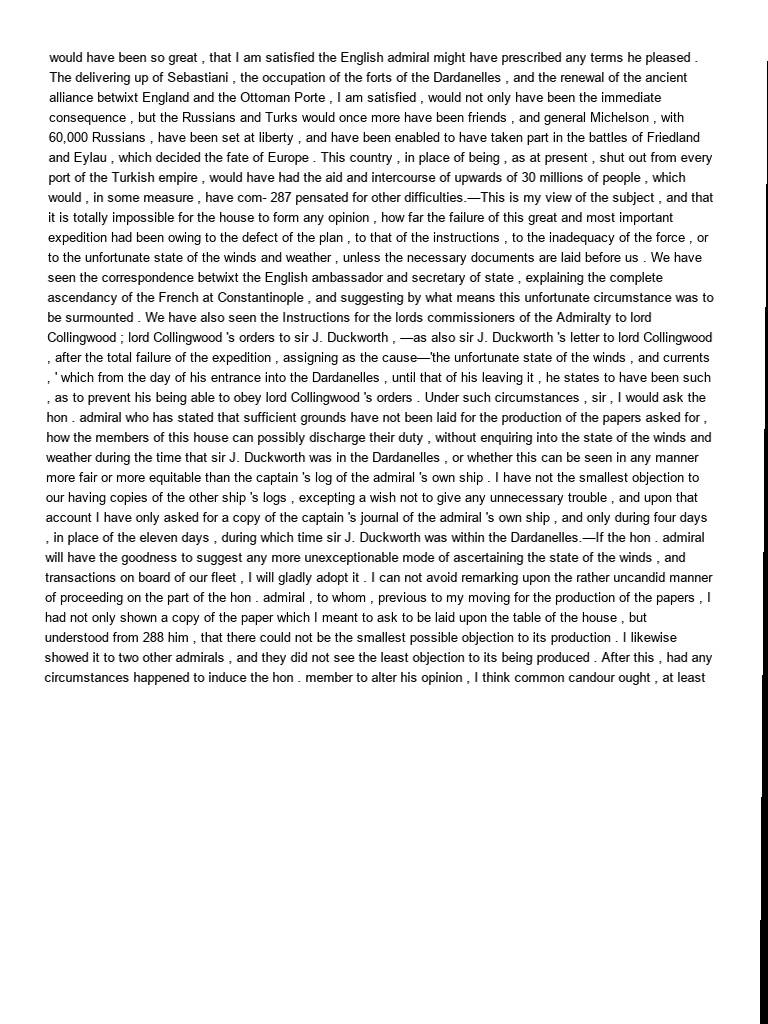 would have been so great , that I am satisfied the English admiral might have prescribed any terms he pleased .
The delivering up of Sebastiani , the occupation of the forts of the Dardanelles , and the renewal of the ancient
alliance betwixt England and the Ottoman Porte , I am satisfied , would not only have been the immediate
consequence , but the Russians and Turks would once more have been friends , and general Michelson , with
60,000 Russians , have been set at liberty , and have been enabled to have taken part in the battles of Friedland
and Eylau , which decided the fate of Europe . This country , in place of being , as at present , shut out from every
port of the Turkish empire , would have had the aid and intercourse of upwards of 30 millions of people , which
would , in some measure , have com- 287 pensated for other difficulties.—This is my view of the subject , and that
it is totally impossible for the house to form any opinion , how far the failure of this great and most important
expedition had been owing to the defect of the plan , to that of the instructions , to the inadequacy of the force , or
to the unfortunate state of the winds and weather , unless the necessary documents are laid before us . We have
seen the correspondence betwixt the English ambassador and secretary of state , explaining the complete
ascendancy of the French at Constantinople , and suggesting by what means this unfortunate circumstance was to
be surmounted . We have also seen the Instructions for the lords commissioners of the Admiralty to lord
Collingwood ; lord Collingwood 's orders to sir J. Duckworth , —as also sir J. Duckworth 's letter to lord Collingwood
, after the total failure of the expedition , assigning as the cause—'the unfortunate state of the winds , and currents
, ' which from the day of his entrance into the Dardanelles , until that of his leaving it , he states to have been such
, as to prevent his being able to obey lord Collingwood 's orders . Under such circumstances , sir , I would ask the
hon . admiral who has stated that sufficient grounds have not been laid for the production of the papers asked for ,
how the members of this house can possibly discharge their duty , without enquiring into the state of the winds and
weather during the time that sir J. Duckworth was in the Dardanelles , or whether this can be seen in any manner
more fair or more equitable than the captain 's log of the admiral 's own ship . I have not the smallest objection to
our having copies of the other ship 's logs , excepting a wish not to give any unnecessary trouble , and upon that
account I have only asked for a copy of the captain 's journal of the admiral 's own ship , and only during four days
, in place of the eleven days , during which time sir J. Duckworth was within the Dardanelles.—If the hon . admiral
will have the goodness to suggest any more unexceptionable mode of ascertaining the state of the winds , and
transactions on board of our fleet , I will gladly adopt it . I can not avoid remarking upon the rather uncandid manner
of proceeding on the part of the hon . admiral , to whom , previous to my moving for the production of the papers , I
had not only shown a copy of the paper which I meant to ask to be laid upon the table of the house , but
understood from 288 him , that there could not be the smallest possible objection to its production . I likewise
showed it to two other admirals , and they did not see the least objection to its being produced . After this , had any
circumstances happened to induce the hon . member to alter his opinion , I think common candour ought , at least